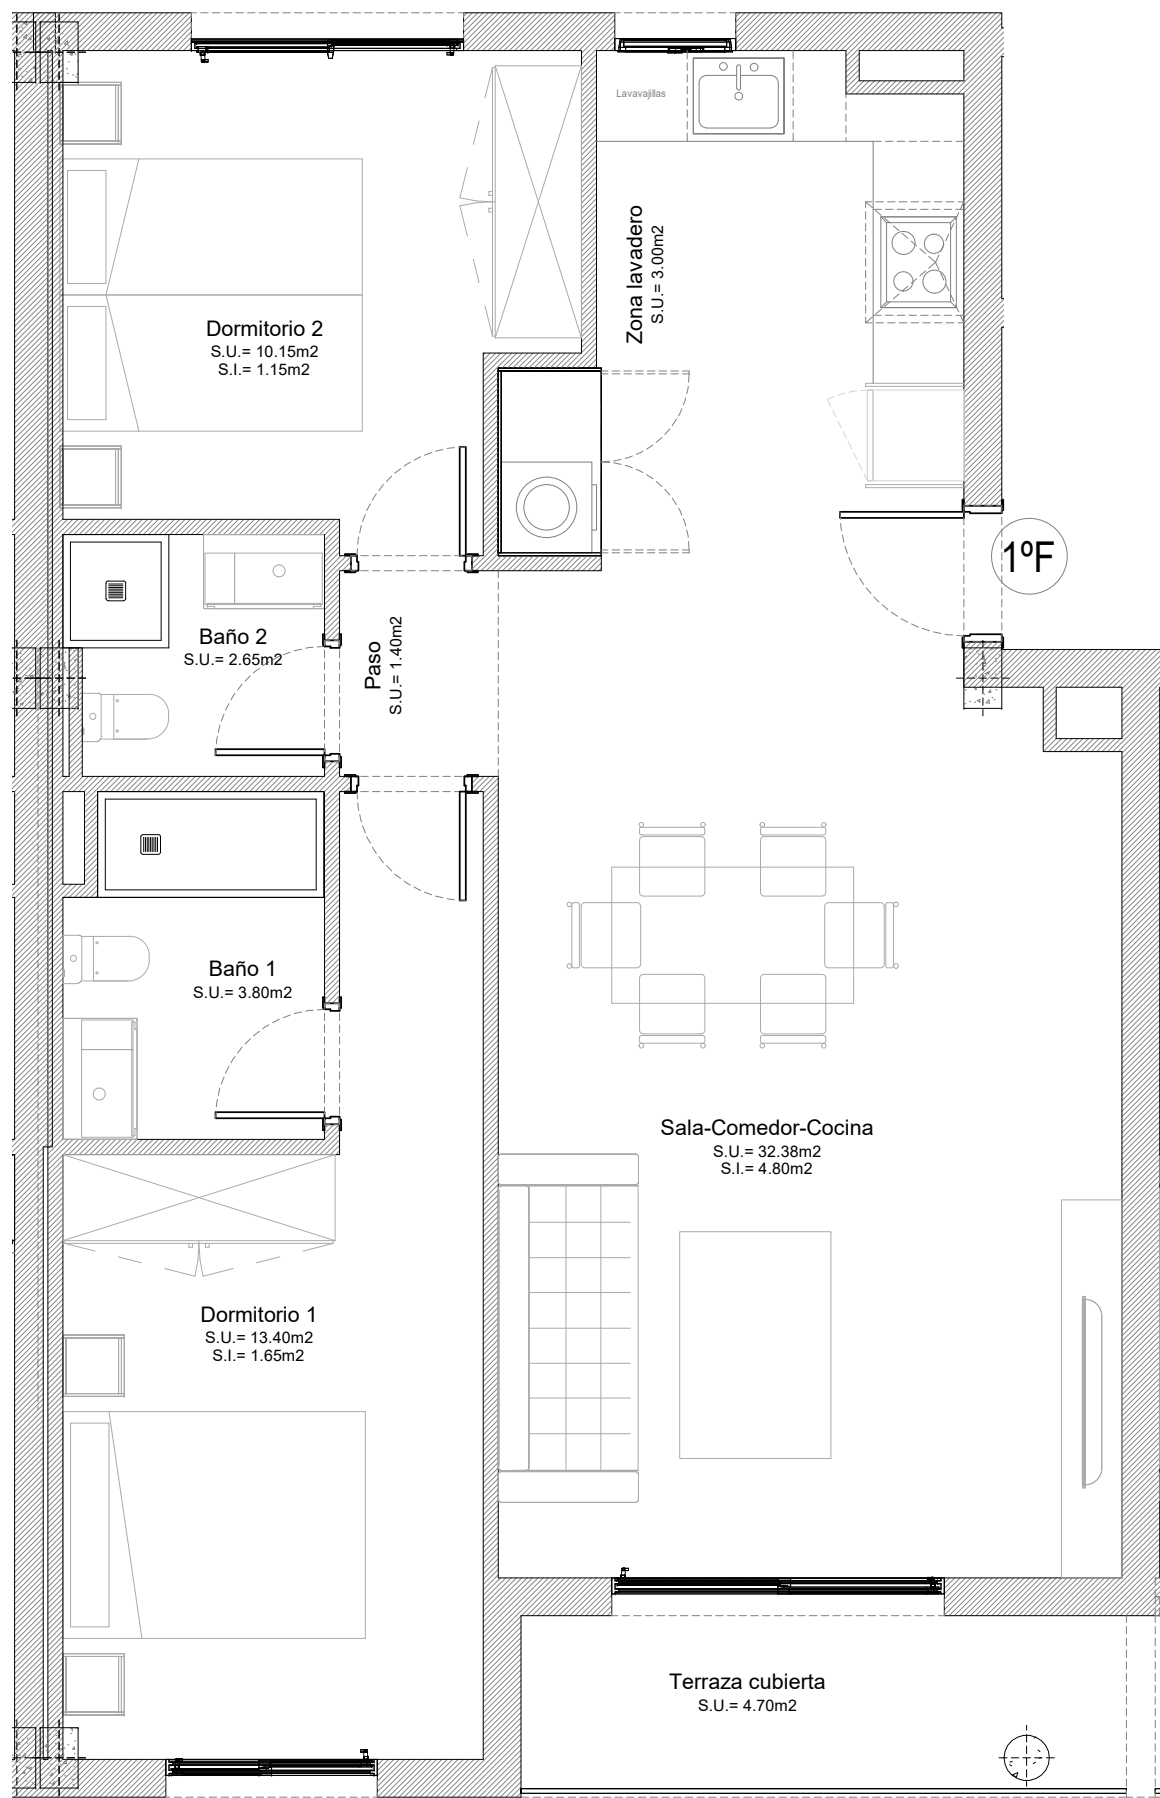 Lavavajillas
Zona lavadero
S.U.= 3.00m2
Dormitorio 2
S.U.= 10.15m2
S.I.= 1.15m2
1ºF
Baño 2
S.U.= 2.65m2
Paso
S.U.= 1.40m2
Baño 1
S.U.= 3.80m2
Sala-Comedor-Cocina
S.U.= 32.38m2
S.I.= 4.80m2
Dormitorio 1
S.U.= 13.40m2
S.I.= 1.65m2
Terraza cubierta
S.U.= 4.70m2